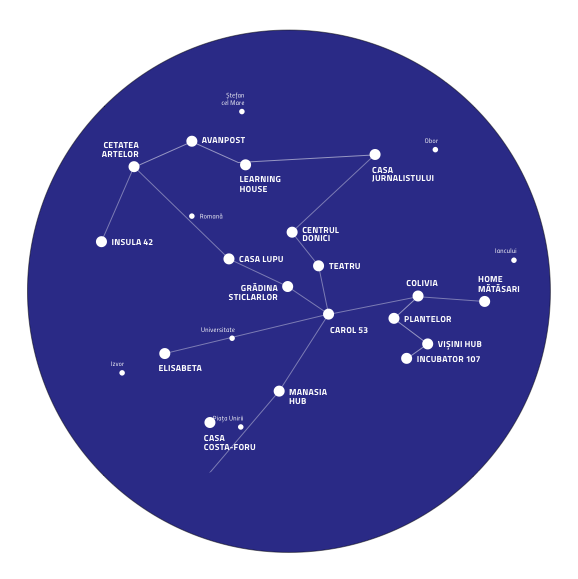 Ștefan
cel Mare
AVANPOST
Obor
CETATEA
ARTELOR
LEARNING
HOUSE
CASA
JURNALISTULUI
Romană
CENTRUL
DONICI
INSULA 42
Iancului
CASA LUPU
TEATRU
GRĂDINA
STICLARLOR
COLIVIA
HOME
MĂTĂSARI
PLANTELOR
Universitate
CAROL 53
VIȘINI HUB
INCUBATOR 107
Izvor
ELISABETA
MANASIA
HUB
Piața Unirii
CASA
COSTA-FORU